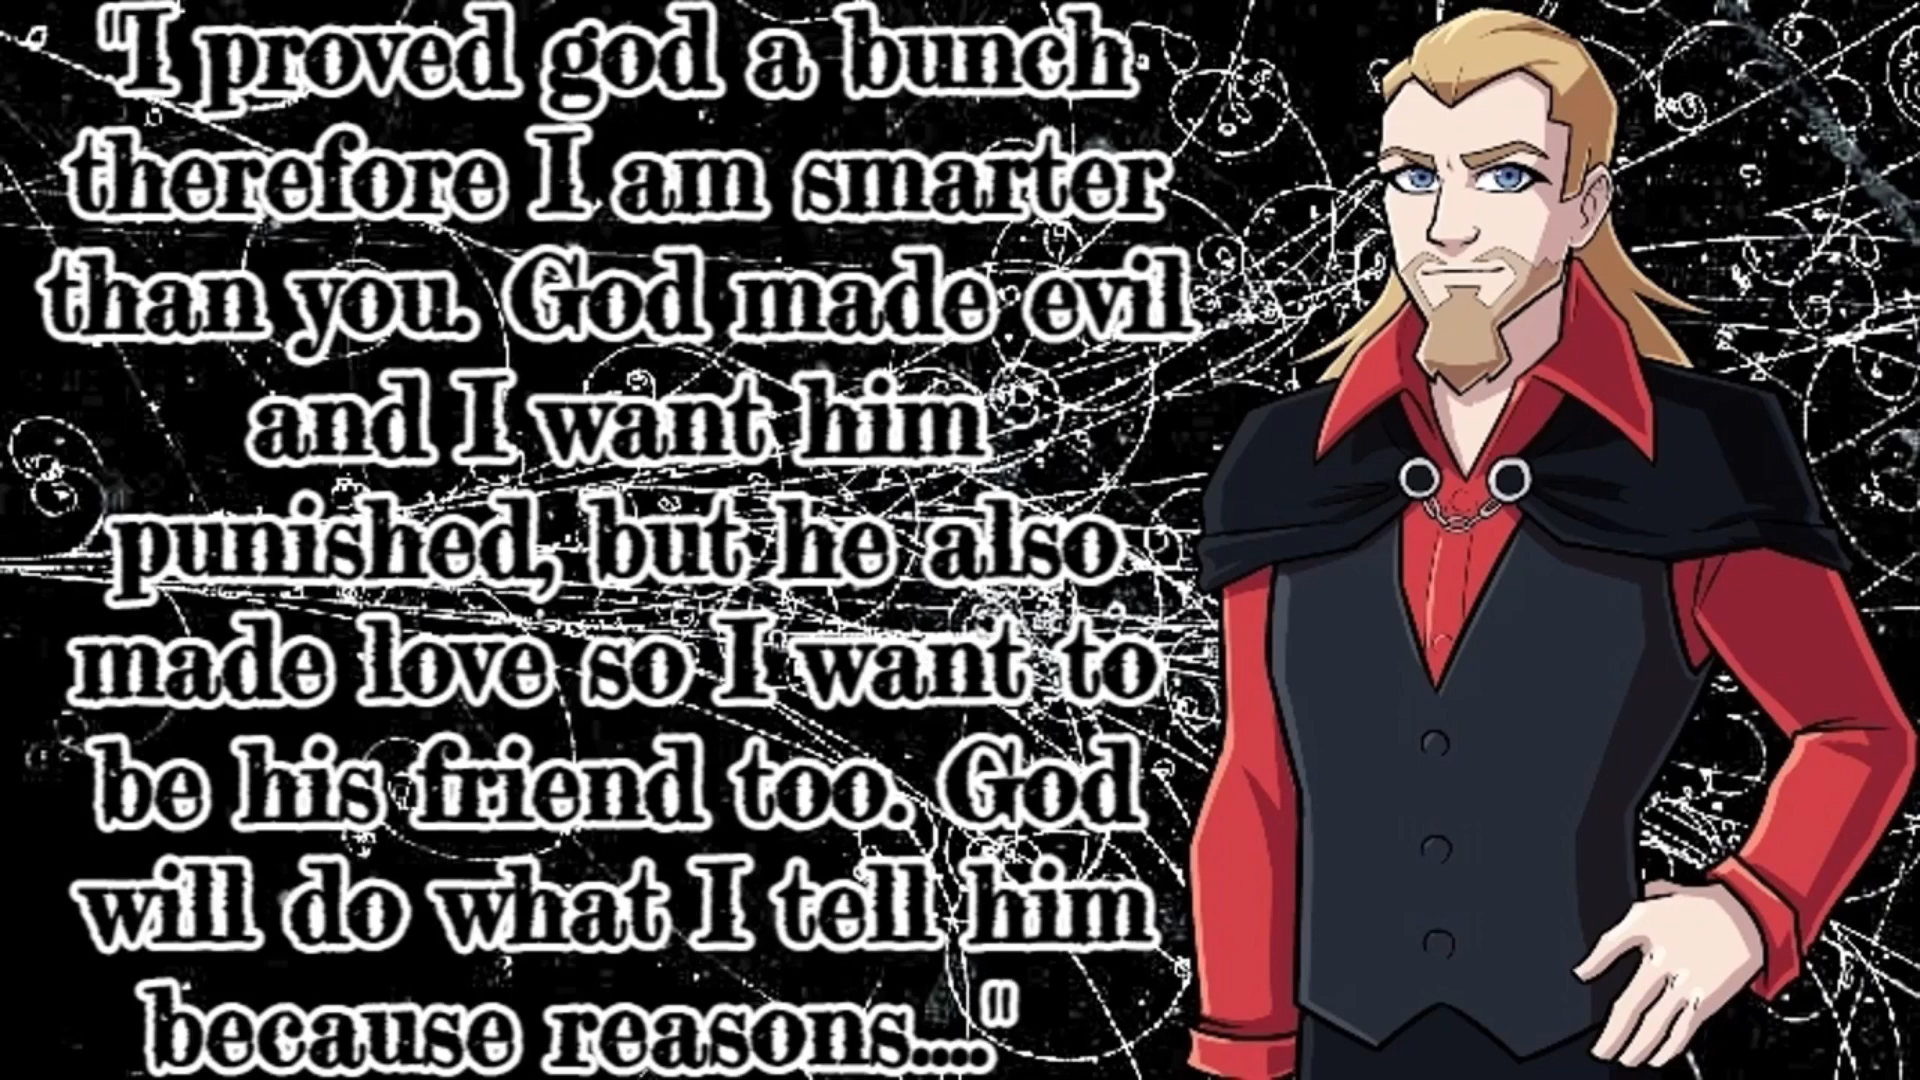 "I proved god a bunch
therefore I am smarter
than you. God made evil
and I want him
punished, but he also
made love so I want to
be his friend too. God
will do what I tell him
because reasons...."